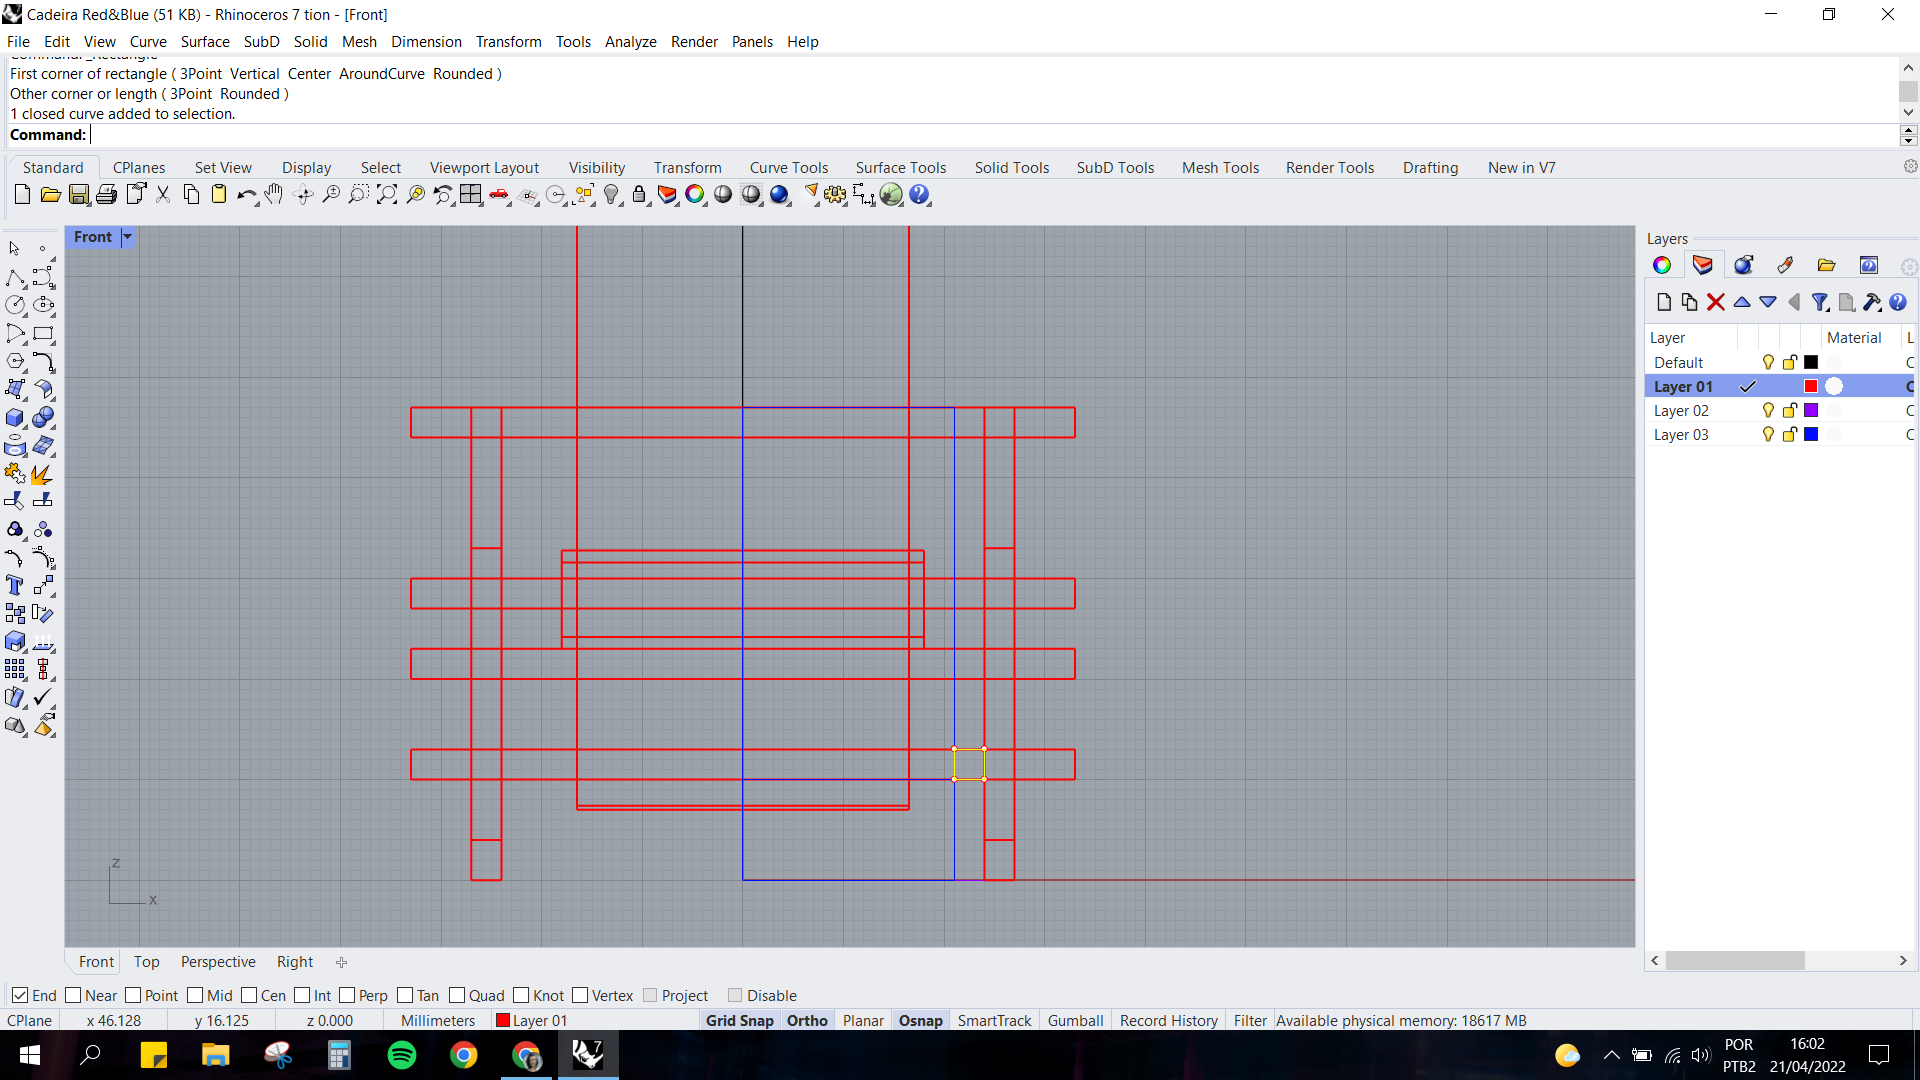 Cadeira Red&Blue (51 KB) - Rhinoceros 7 tion - [Front]
File Edit View Curve Surface SubD Solid Mesh Dimension Transform Tools Analyze Render Panels Help
Command: _Rectangle
First corner of rectangle ( 3Point Vertical Center AroundCurve Rounded )
Other corner or length ( 3Point Rounded )
1 closed curve added to selection.
Command:
Standard CPlanes Set View Display Select Viewport Layout Visibility Transform Curve Tools Surface Tools Solid Tools SubD Tools Mesh Tools Render Tools Drafting New in V7
Front
Layers
Layer Material L
Default C
Layer 01 C
Layer 02 C
Layer 03 C
z
x
Front Top Perspective Right
End Near Point Mid Cen Int Perp Tan Quad Knot Vertex Project Disable
CPlane x 46.128 y 16.125 z 0.000 Millimeters Layer 01 Grid Snap Ortho Planar Osnap SmartTrack Gumball Record History Filter Available physical memory: 18617 MB
7
POR
PTB2
16:02
21/04/2022